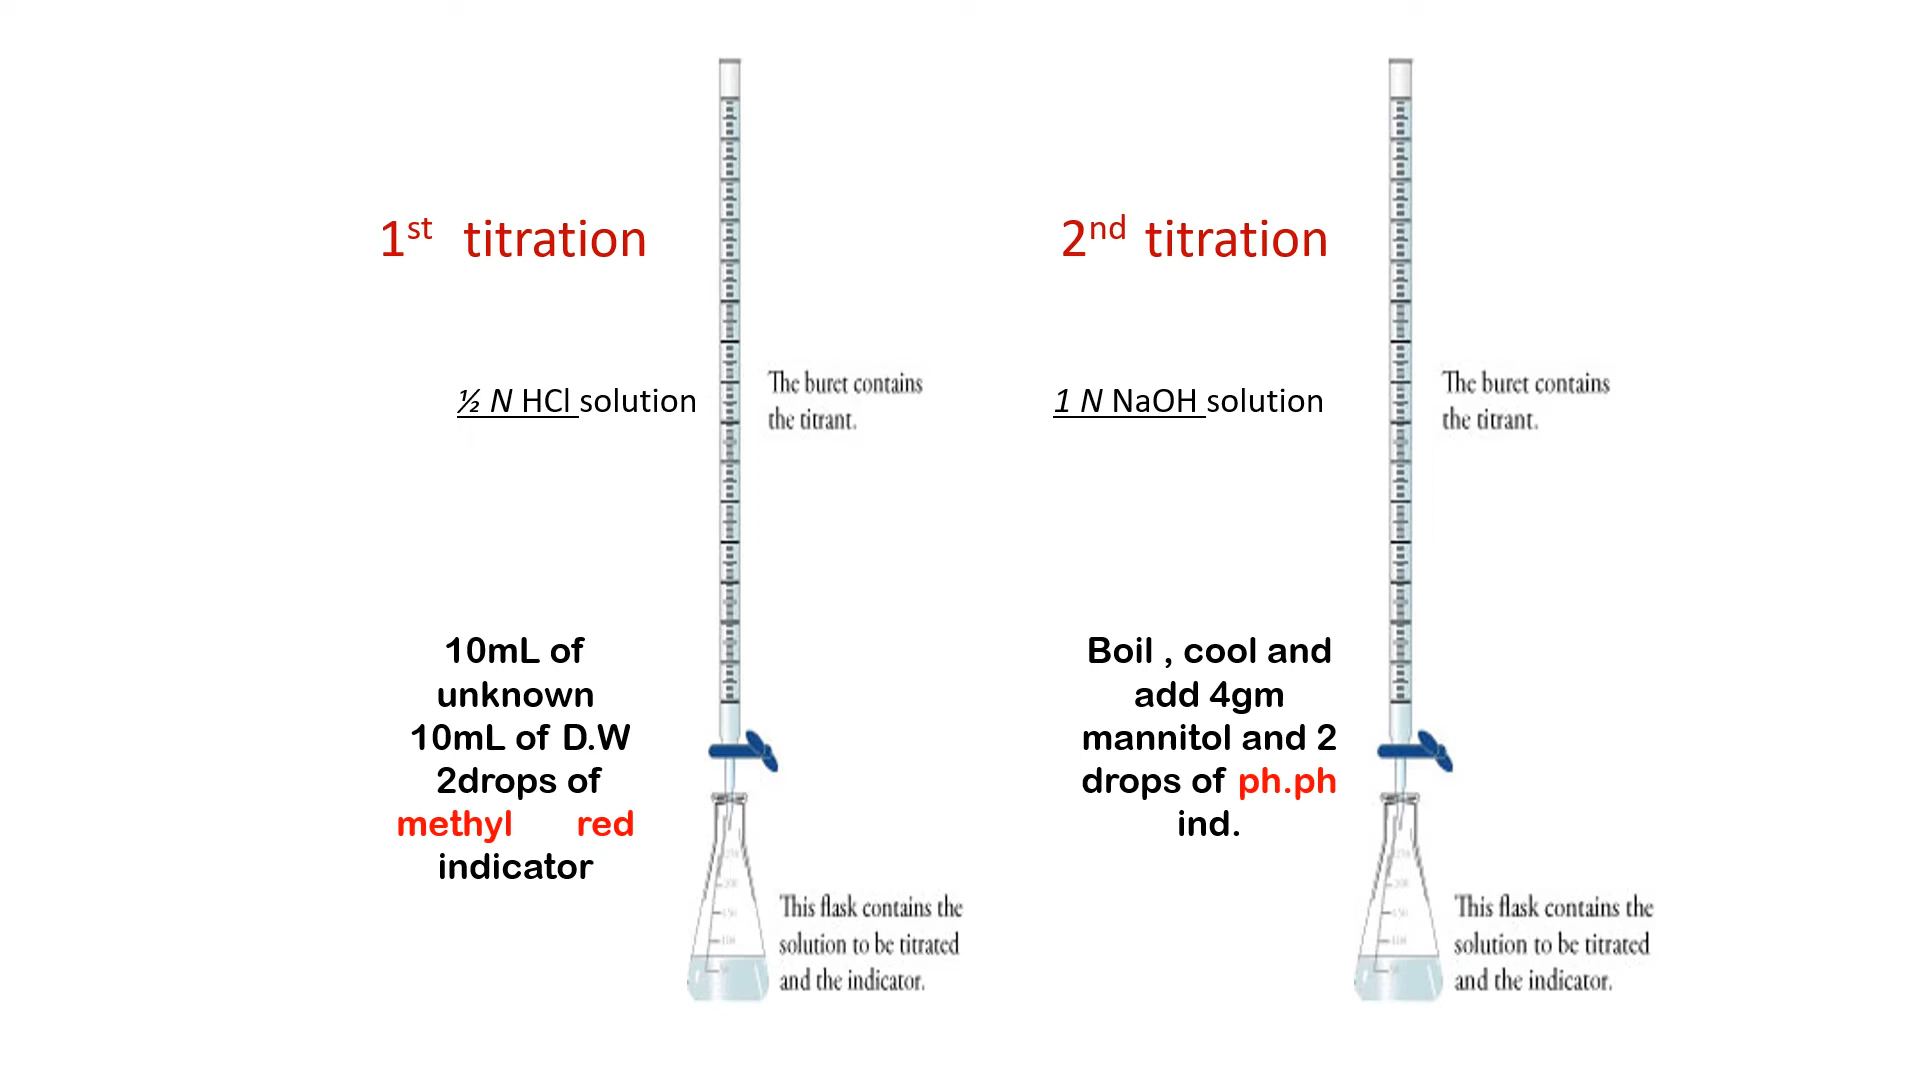 1st titration
½ N HCl solution
The buret contains
the titrant.
10mL of
unknown
10mL of D.W
2drops of
methyl red
indicator
This flask contains the
solution to be titrated
and the indicator.
2nd titration
1 N NaOH solution
The buret contains
the titrant.
Boil , cool and
add 4gm
mannitol and 2
drops of ph.ph
ind.
This flask contains the
solution to be titrated
and the indicator.